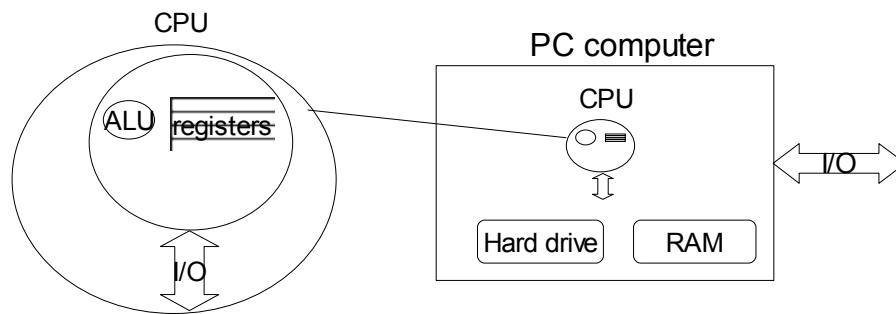 CPU
ALU
registers
I/O
PC computer
CPU
Hard drive
RAM
I/O